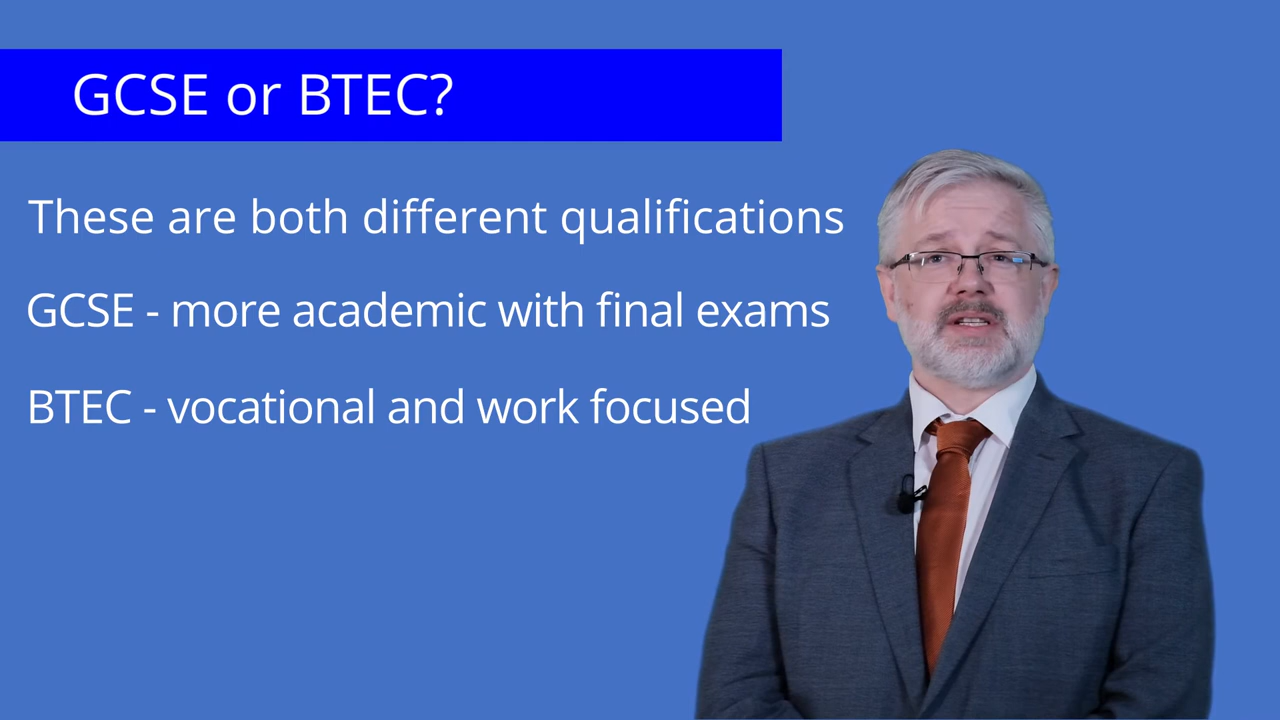 GCSE or BTEC?
These are both different qualifications
GCSE - more academic with final exams
BTEC - vocational and work focused